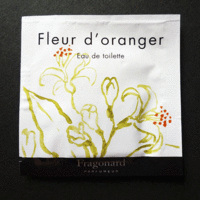 Fleur d'oranger
Eau de toilette
Fragonard
PARFUMEUR